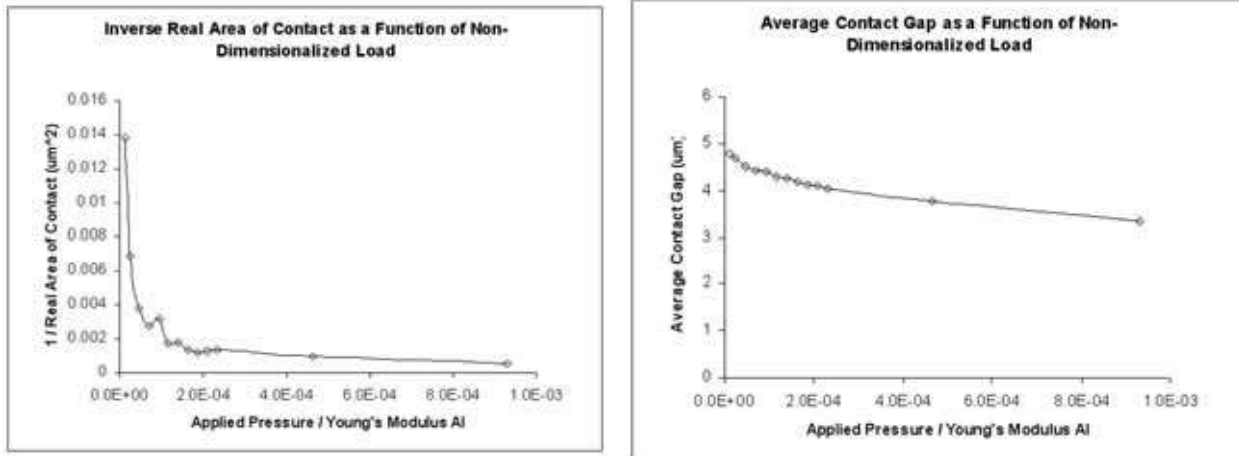 Inverse Real Area of Contact as a Function of Non-
Dimensionalized Load
1 / Real Area of Contact (um^2)
0.016
0.014
0.012
0.01
0.008
0.006
0.004
0.002
0
0.0E+00 2.0E-04 4.0E-04 6.0E-04 8.0E-04 1.0E-03
Applied Pressure / Young's Modulus Al
Average Contact Gap as a Function of Non-
Dimensionalized Load
Average Contact Gap (um)
6
5
4
3
2
1
0
0.0E+00 2.0E-04 4.0E-04 6.0E-04 8.0E-04 1.0E-03
Applied Pressure / Young's Modulus Al